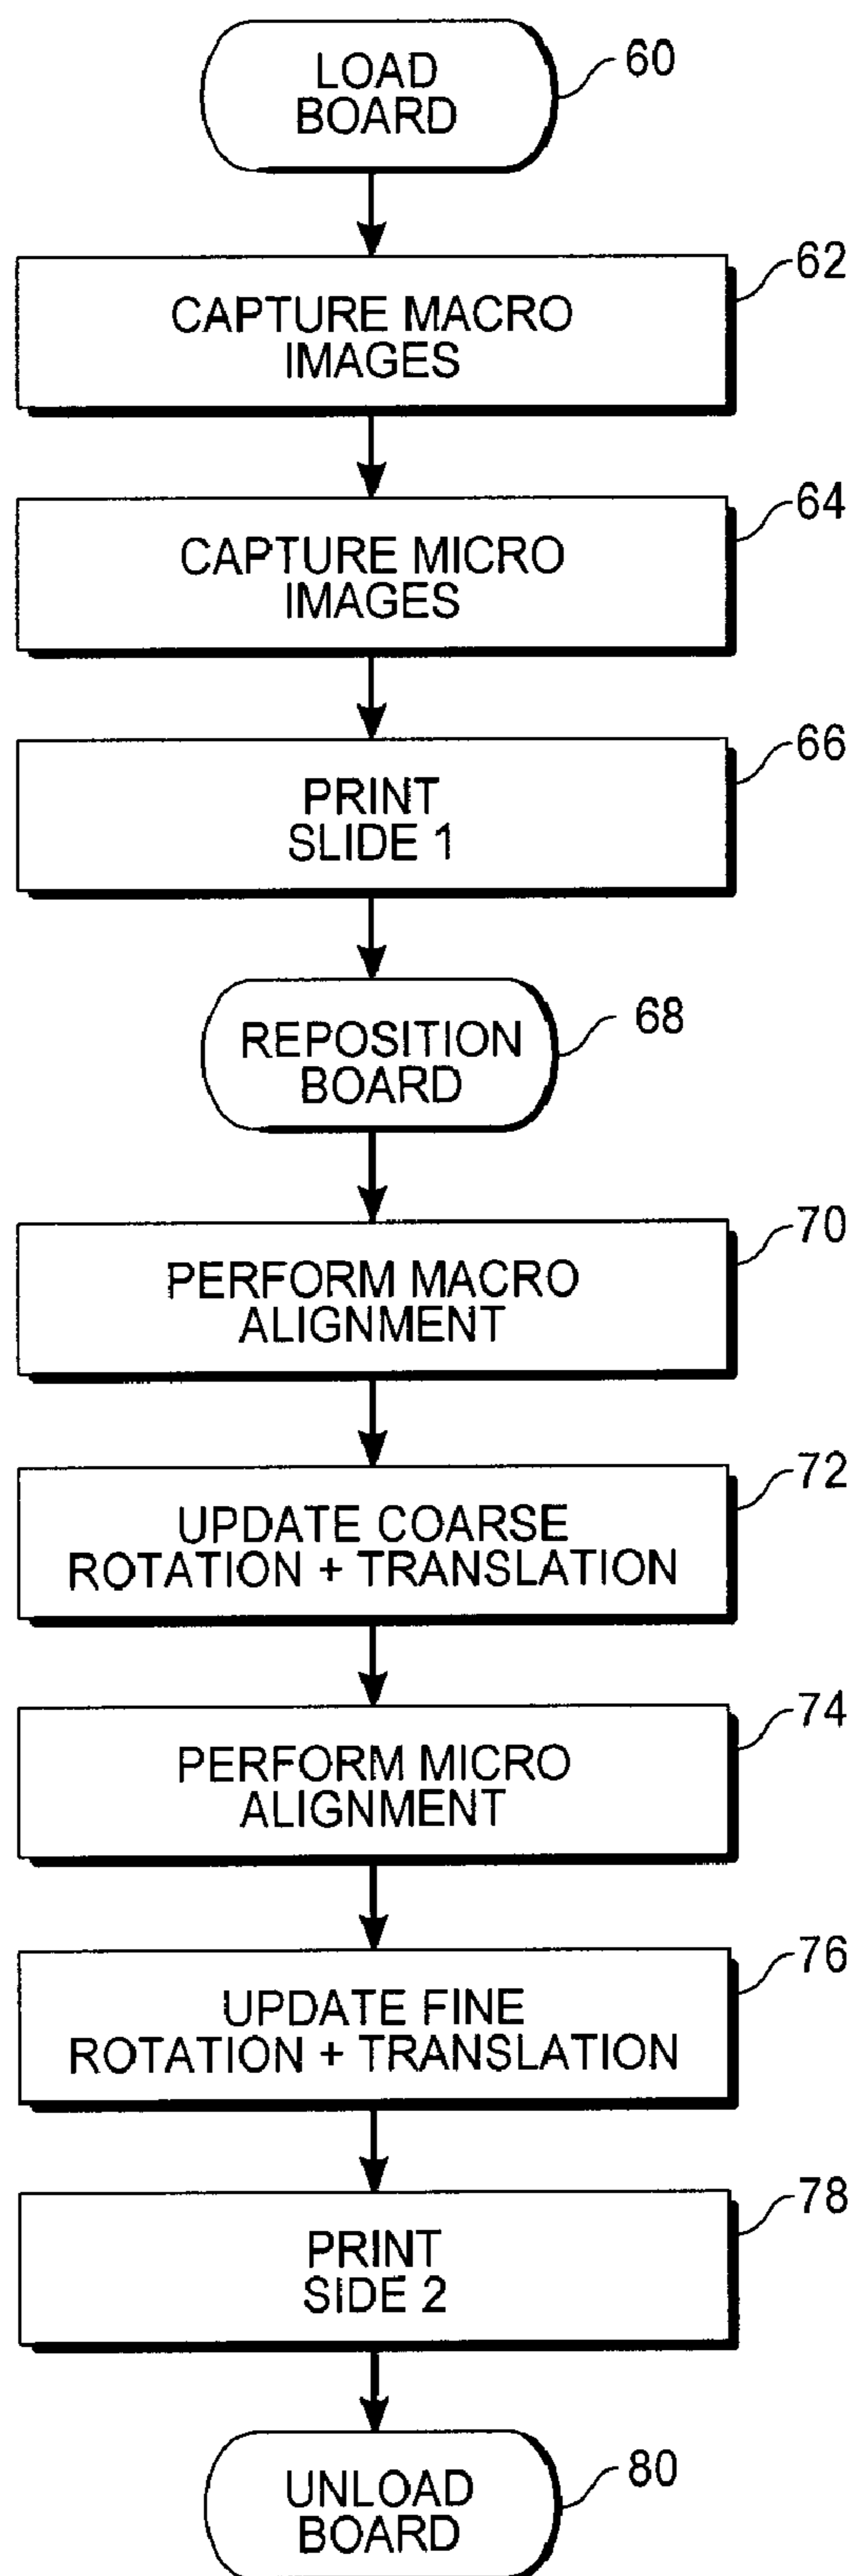 LOAD
BOARD
60
CAPTURE MACRO
IMAGES
62
CAPTURE MICRO
IMAGES
64
PRINT
SLIDE 1
66
REPOSITION
BOARD
68
PERFORM MACRO
ALIGNMENT
70
UPDATE COARSE
ROTATION + TRANSLATION
72
PERFORM MICRO
ALIGNMENT
74
UPDATE FINE
ROTATION + TRANSLATION
76
PRINT
SIDE 2
78
UNLOAD
BOARD
80